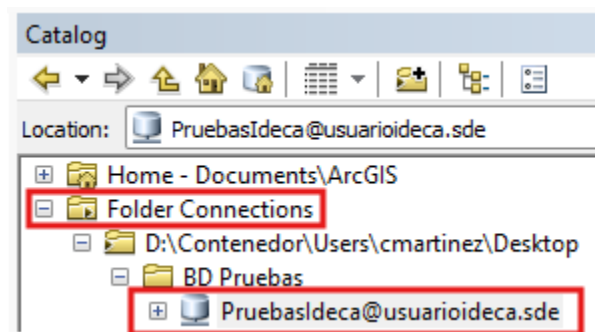 Catalog
Location: PruebasIdeca@usuarioideca.sde
Home - Documents\ArcGIS
Folder Connections
D:\Contenedor\Users\cmartinez\Desktop
BD Pruebas
PruebasIdeca@usuarioideca.sde